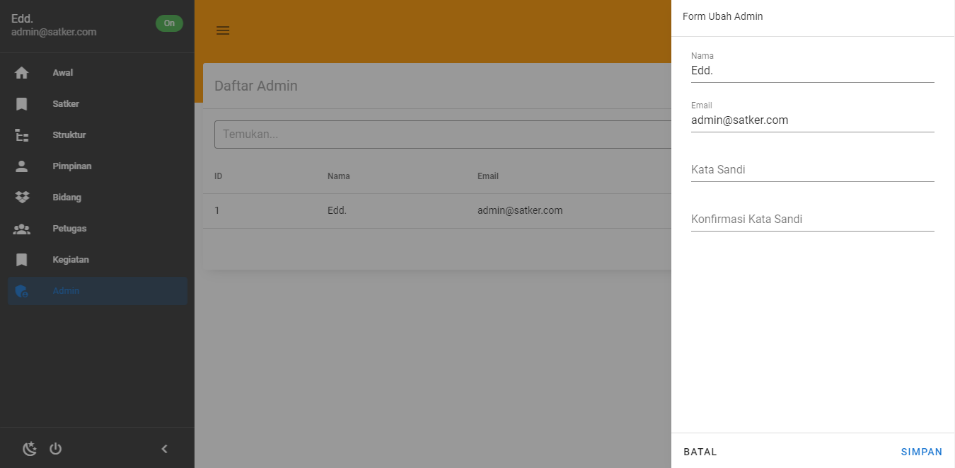 Edd.
admin@satker.com
On
Awal
Satker
Struktur
Pimpinan
Bidang
Petugas
Kegiatan
Admin
Daftar Admin
Temukan...
ID Nama Email
1 Edd. admin@satker.com
Form Ubah Admin
Nama
Edd.
Email
admin@satker.com
Kata Sandi
Konfirmasi Kata Sandi
BATAL SIMPAN